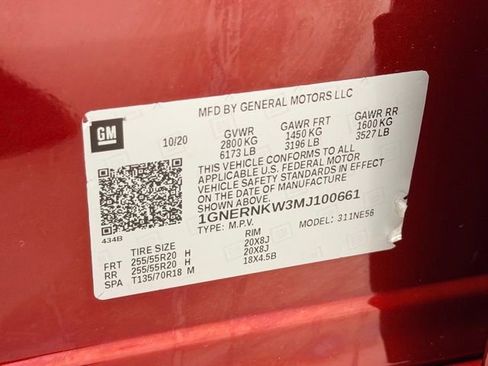 MFD BY GENERAL MOTORS LLC
GM
10/20 GVWR GAWR FRT GAWR RR
2800 KG 1450 KG 1600 KG
6173 LB 3196 LB 3527 LB
THIS VEHICLE CONFORMS TO ALL
APPLICABLE U.S. FEDERAL MOTOR
VEHICLE SAFETY STANDARDS IN EFFECT
ON THE DATE OF MANUFACTURE SHOWN ABOVE.
1GNERNKW3MJ100661
TYPE: M.P.V. MODEL: 311NE56
434B
TIRE SIZE RIM
FRT 255/55R20 H 20X8J
RR 255/55R20 H 20X8J
SPA T135/70R18 M 18X4.5B